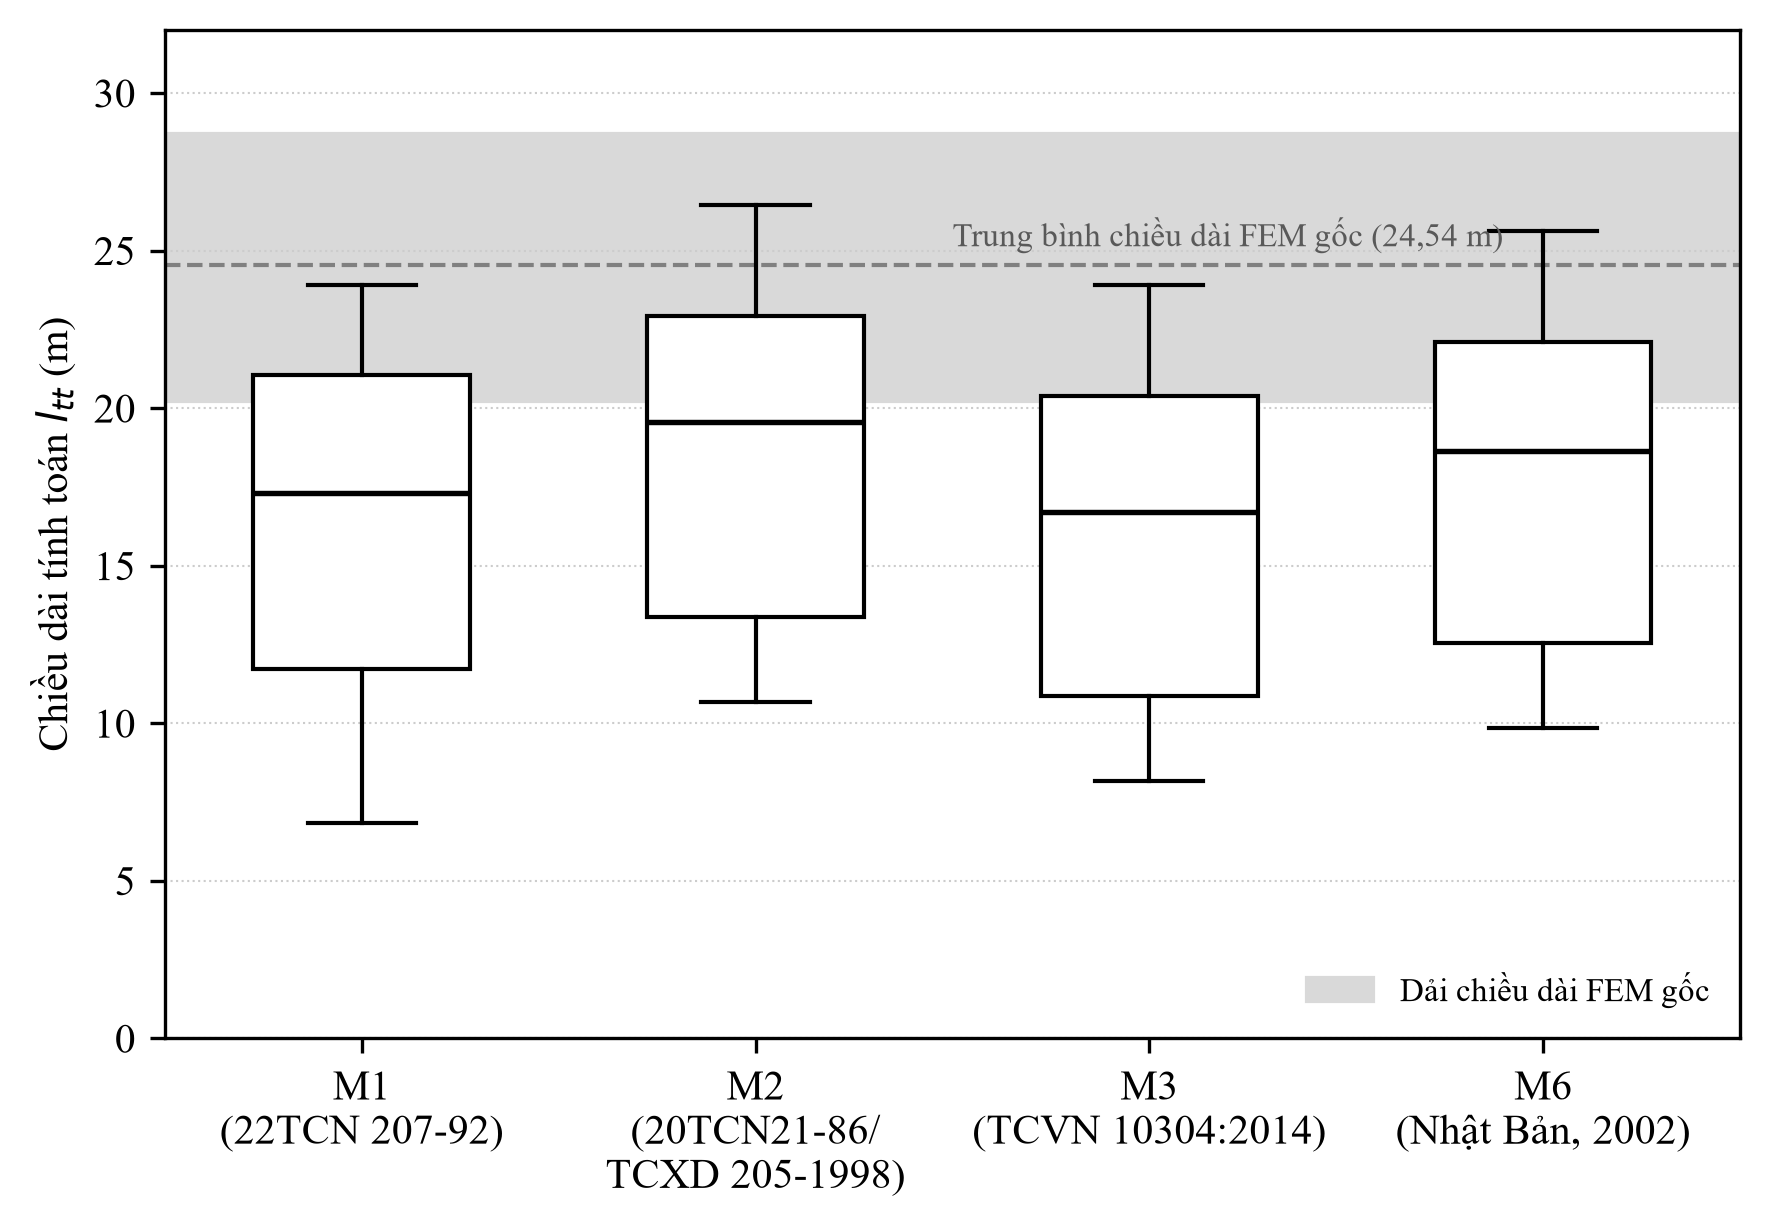 Chiều dài tính toán l_tt (m)
30
25
20
15
10
5
0
Trung bình chiều dài FEM gốc (24,54 m)
Dải chiều dài FEM gốc
M1
(22TCN 207-92)
M2
(20TCN21-86/
TCXD 205-1998)
M3
(TCVN 10304:2014)
M6
(Nhật Bản, 2002)